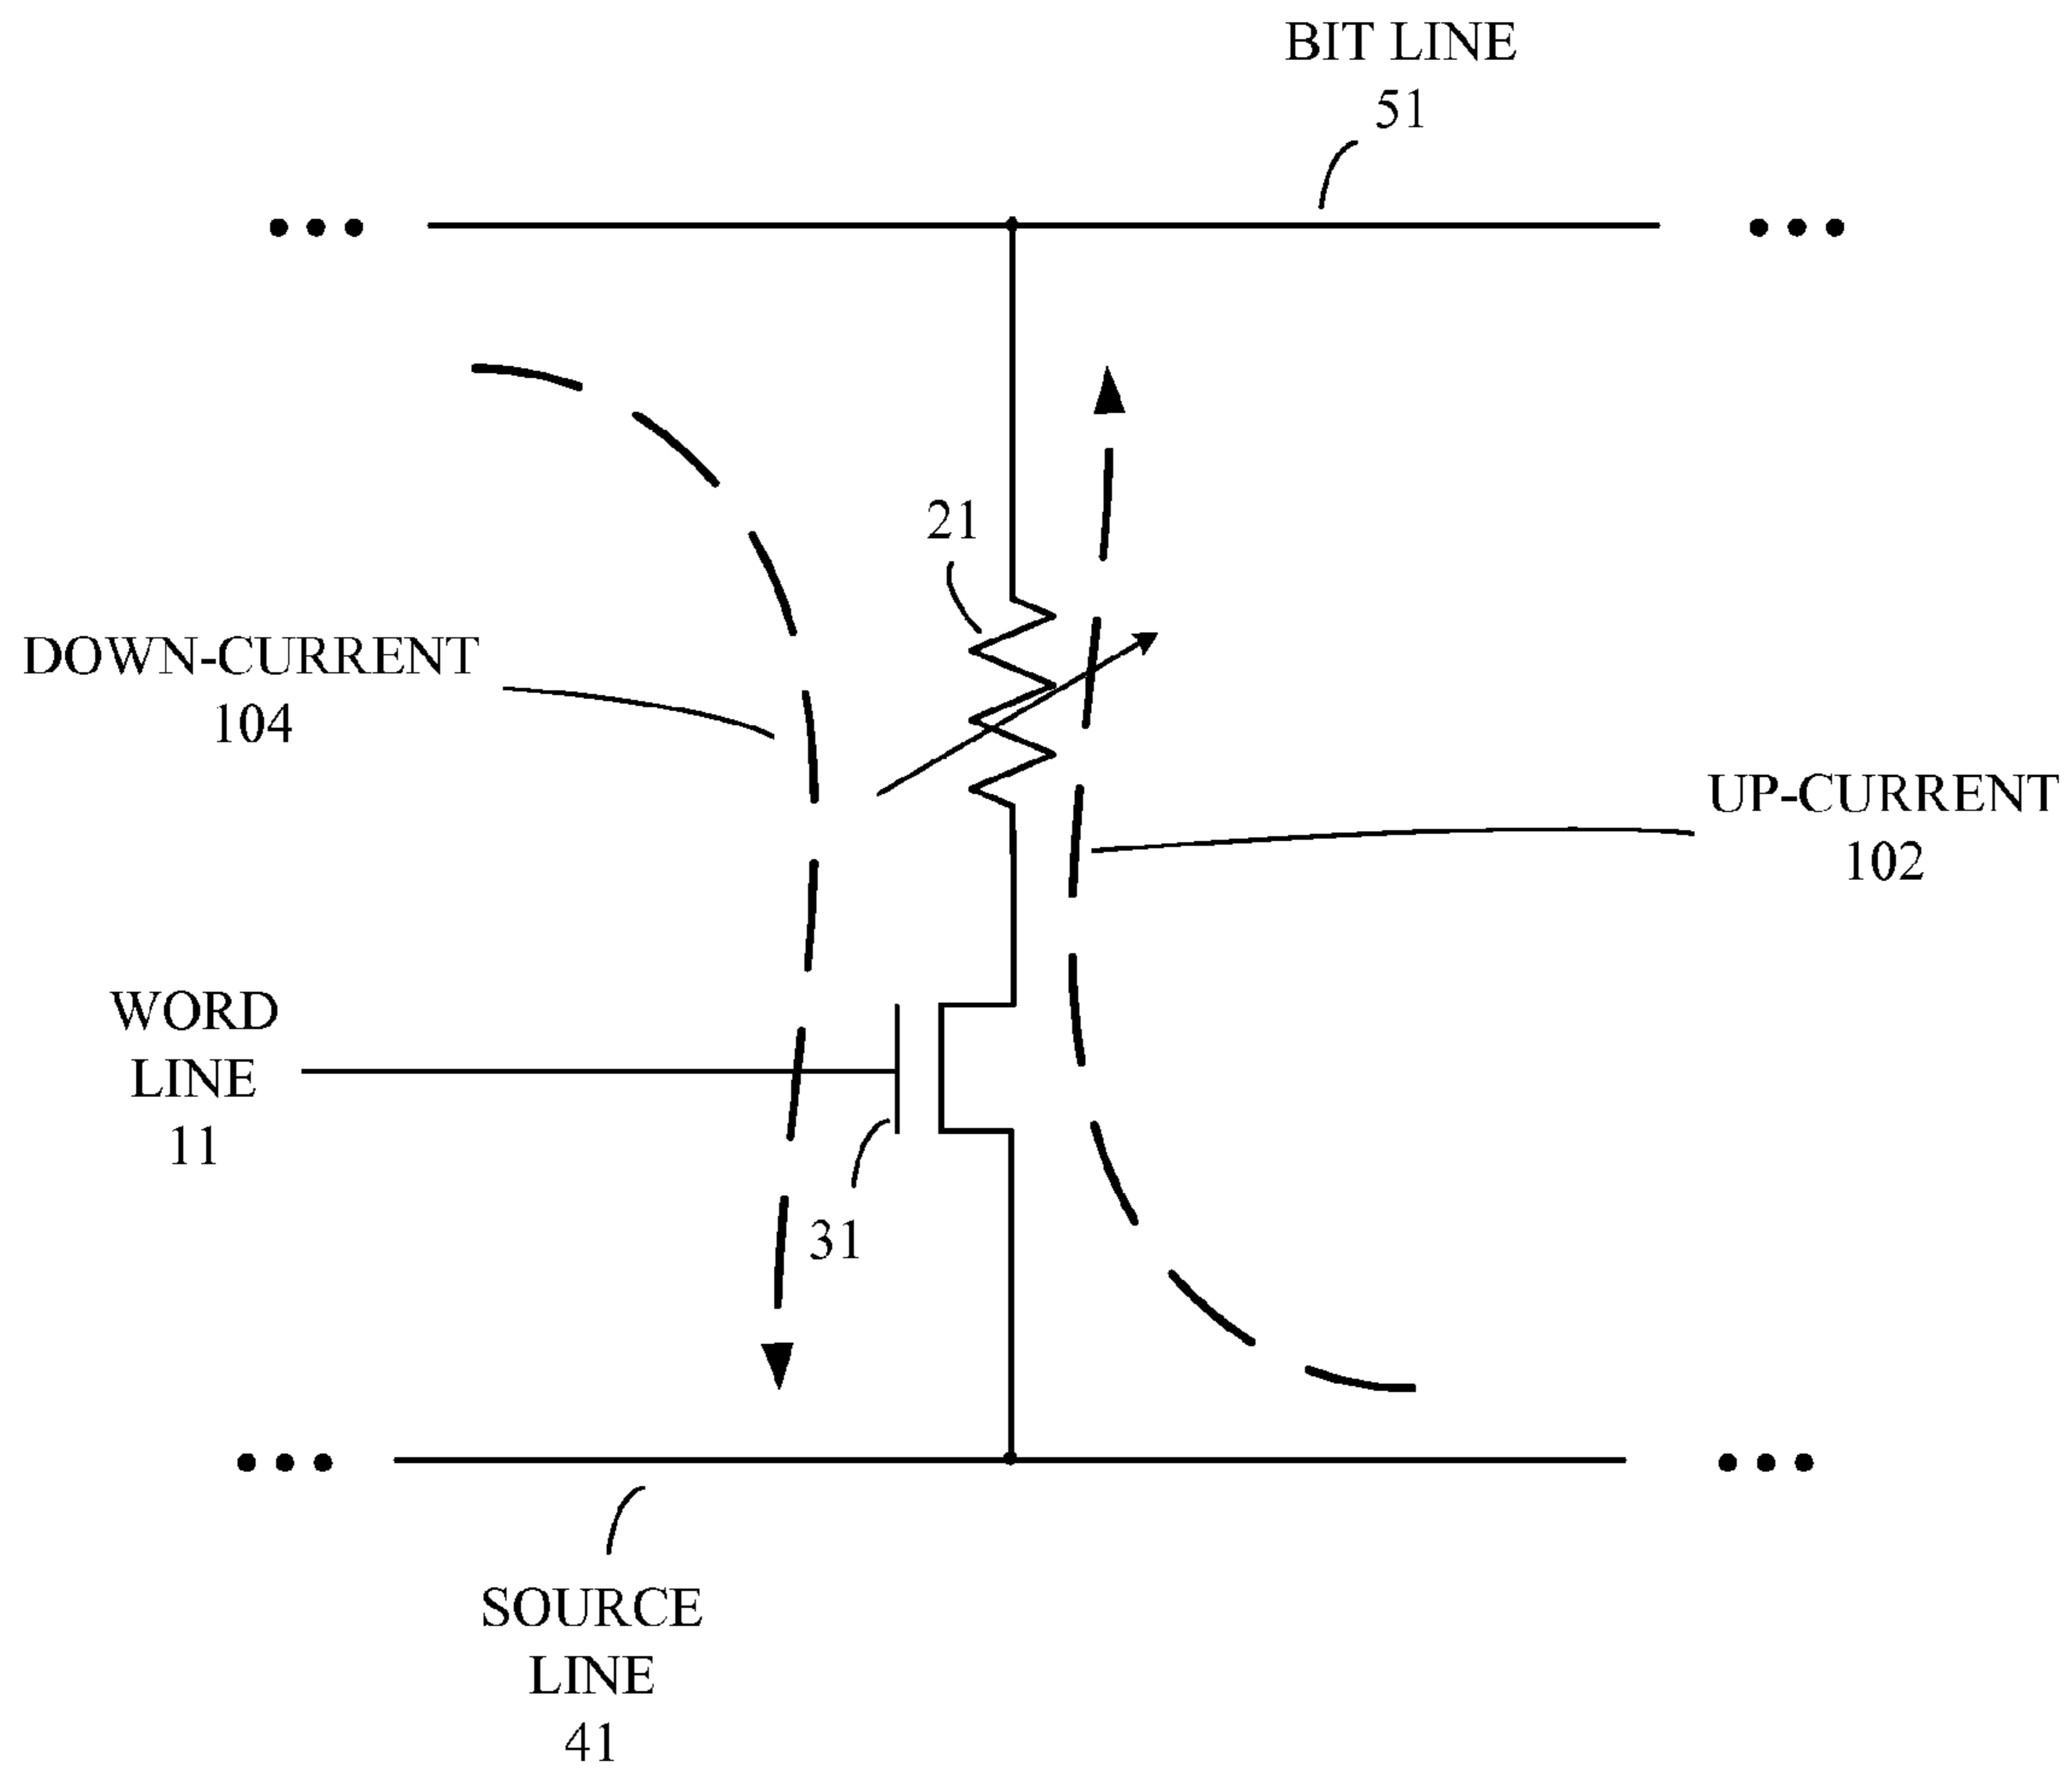 BIT LINE
51
21
DOWN-CURRENT
104
UP-CURRENT
102
WORD
LINE
11
31
SOURCE
LINE
41